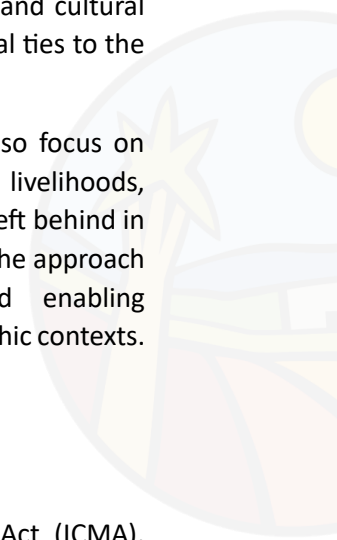 and cultural
al ties to the
so focus on
livelihoods,
eft behind in
he approach
d enabling
hic contexts.
Act (ICMA),